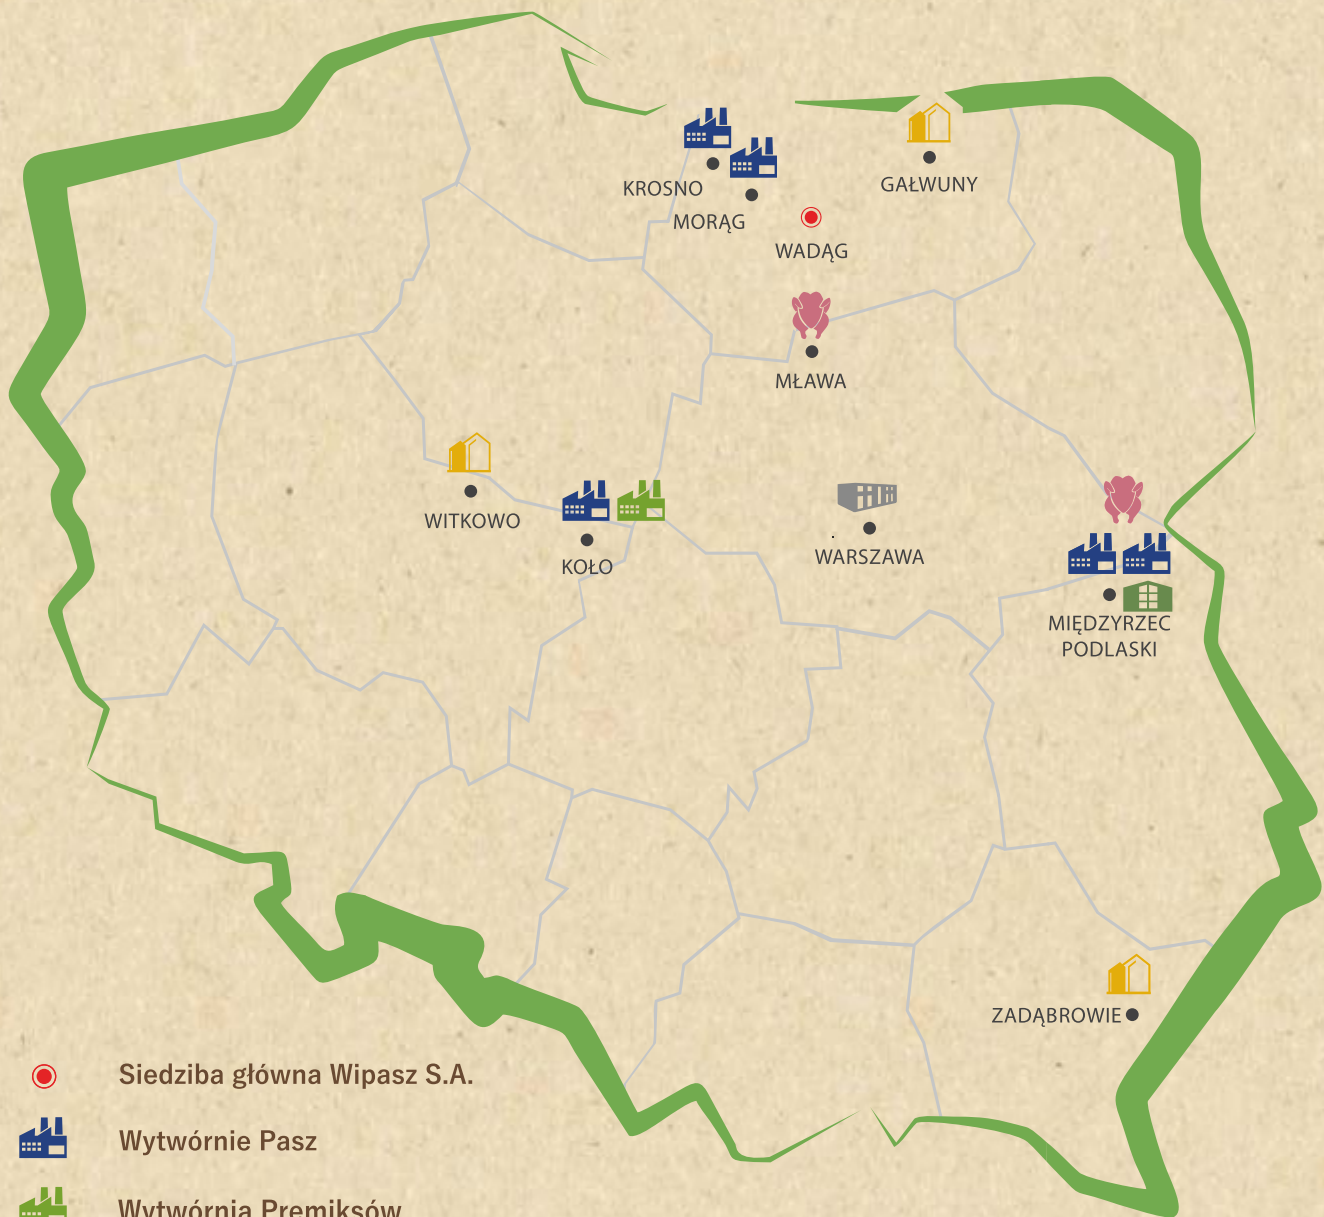 KROSNO
MORĄG
GAŁWUNY
WADĄG
MŁAWA
WITKOWO
KOŁO
WARSZAWA
MIĘDZYRZEC
PODLASKI
ZADĄBROWIE
Siedziba główna Wipasz S.A.
Wytwórnie Pasz
Wytwórnia Premiksów